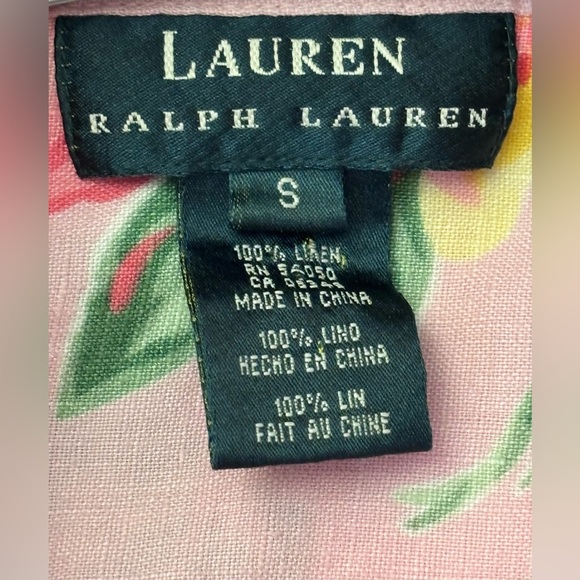 LAUREN
RALPH LAUREN
S
100% LINEN
RN 54050
CA
MADE IN CHINA
100% LINO
HECHO EN CHINA
100% LIN
FAIT AU CHINE